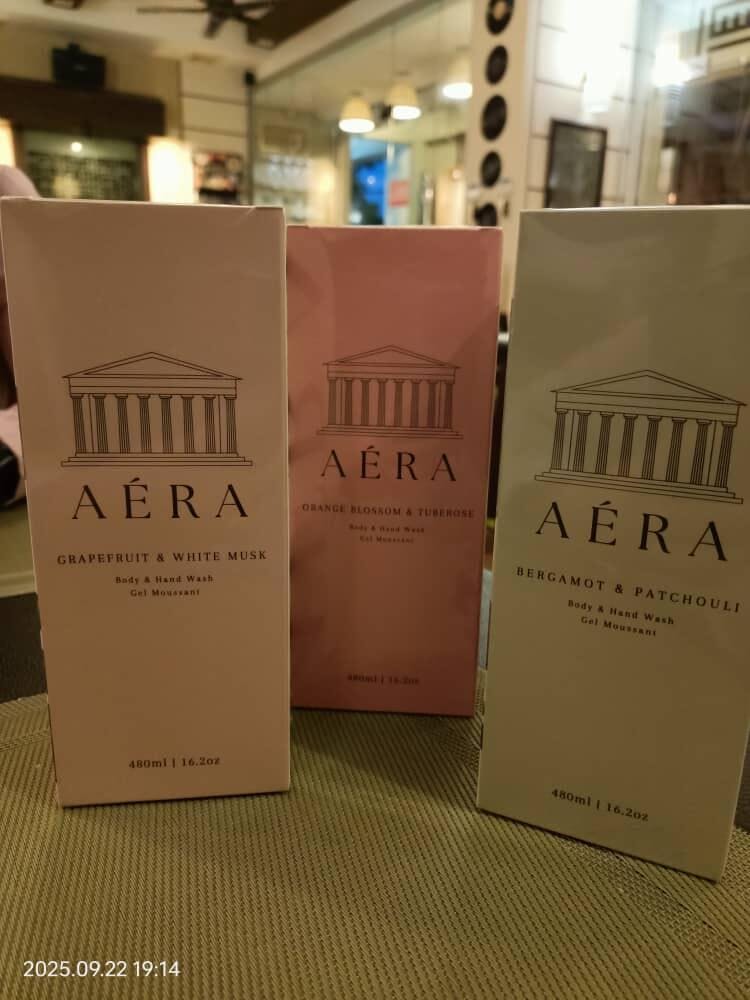 AÉRA
GRAPEFRUIT & WHITE MUSK
Body & Hand Wash
Gel Moussant
480ml | 16.2oz
AÉRA
ORANGE BLOSSOM & TUBEROSE
Body & Hand Wash
Gel Moussant
480ml | 16.2oz
AÉRA
BERGAMOT & PATCHOULI
Body & Hand Wash
Gel Moussant
480ml | 16.2oz
2025.09.22 19:14